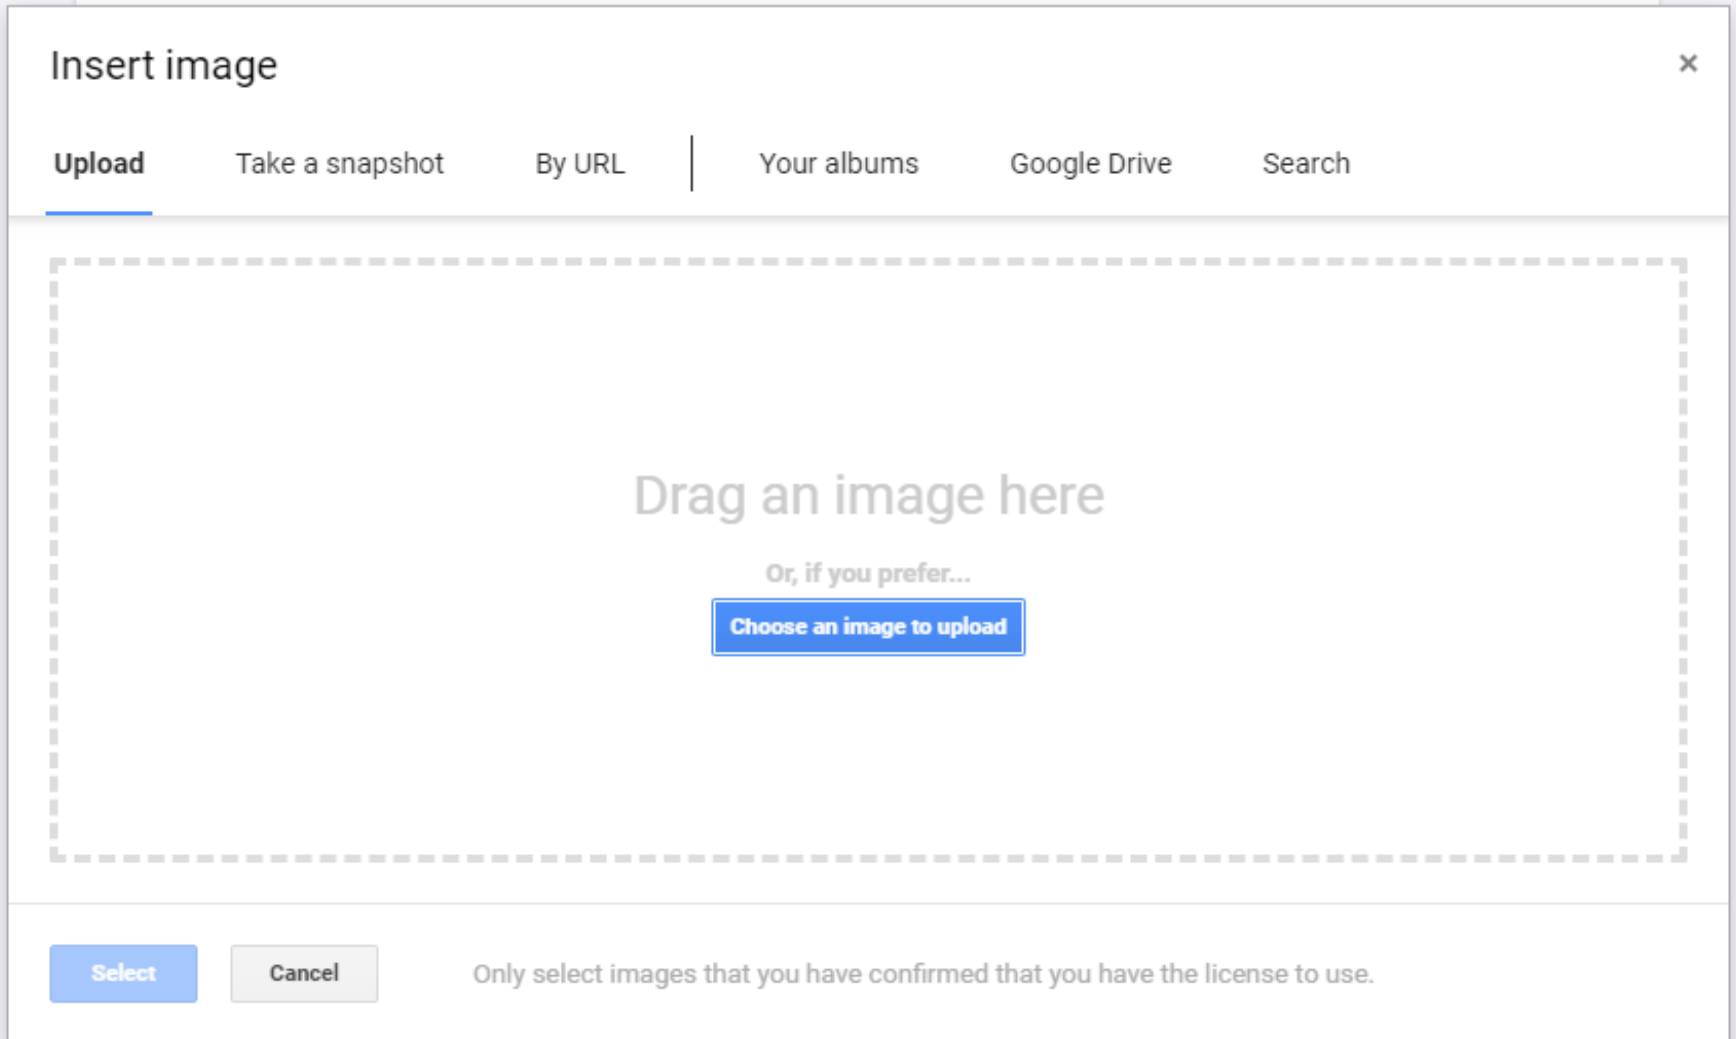 Insert image
×
Upload Take a snapshot By URL Your albums Google Drive Search
Drag an image here
Or, if you prefer...
Choose an image to upload
Select Cancel Only select images that you have confirmed that you have the license to use.